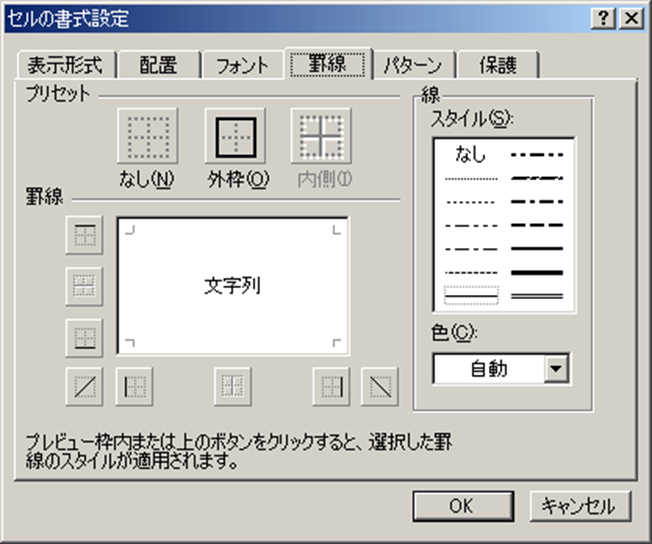 セルの書式設定
表示形式 配置 フォント 罫線 パターン 保護
プリセット
なし(N) 外枠(O) 内側(I)
罫線
文字列
線
スタイル(S):
なし
色(C):
自動
プレビュー枠内または上のボタンをクリックすると、選択した罫
線のスタイルが適用されます。
OK キャンセル